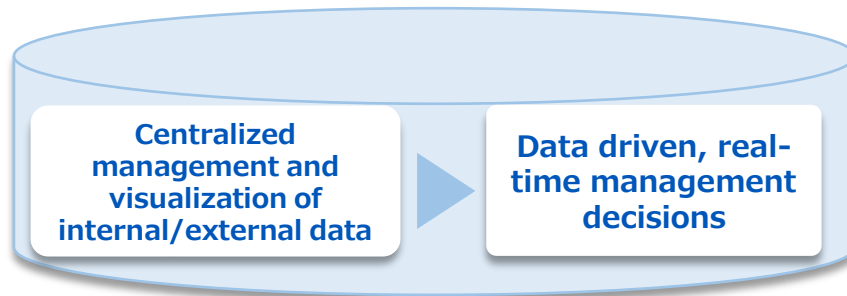 Centralized
management and
visualization of
internal/external data
Data driven, real-
time management
decisions